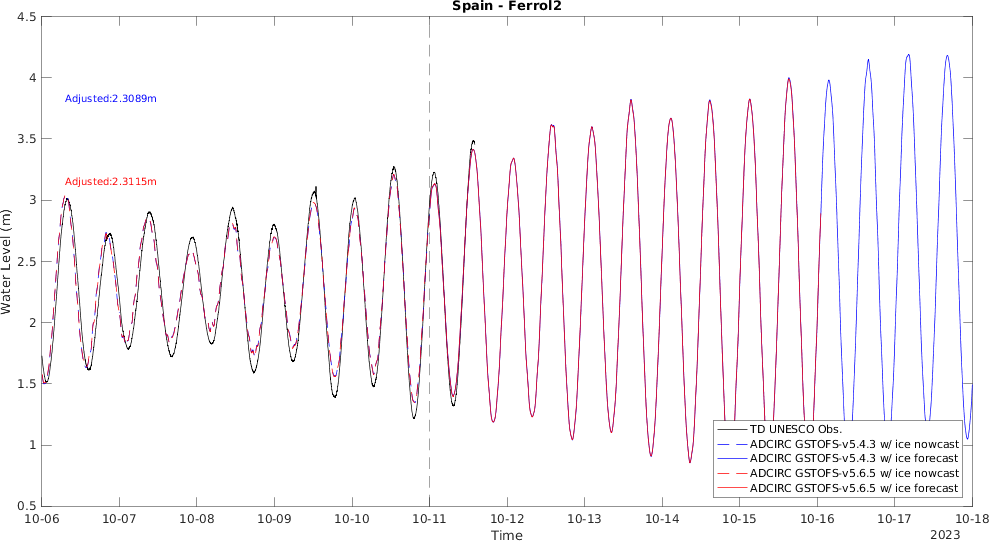 Spain - Ferrol2
4.5
4
3.5
3
2.5
2
1.5
1
0.5
Water Level (m)
Adjusted:2.3089m
Adjusted:2.3115m
TD UNESCO Obs.
ADCIRC GSTOFS-v5.4.3 w/ ice nowcast
ADCIRC GSTOFS-v5.4.3 w/ ice forecast
ADCIRC GSTOFS-v5.6.5 w/ ice nowcast
ADCIRC GSTOFS-v5.6.5 w/ ice forecast
10-06 10-07 10-08 10-09 10-10 10-11 10-12 10-13 10-14 10-15 10-16 10-17 10-18
Time
2023